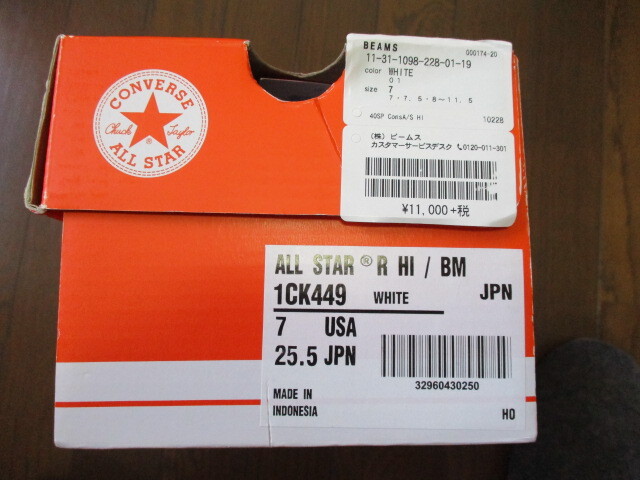 CONVERSE
Chuck Taylor
®
ALL STAR
BEAMS
000174-20
11-31-1098-228-01-19
color WHITE
01
size 7
7・7.5・8〜11.5
40SP ConsA/S HI 10228
(株) ビームス
カスタマーサービスデスク 0120-011-301
¥11,000+税
ALL STAR® R HI / BM
1CK449 WHITE JPN
7 USA
25.5 JPN
32960430250
MADE IN
INDONESIA
HO